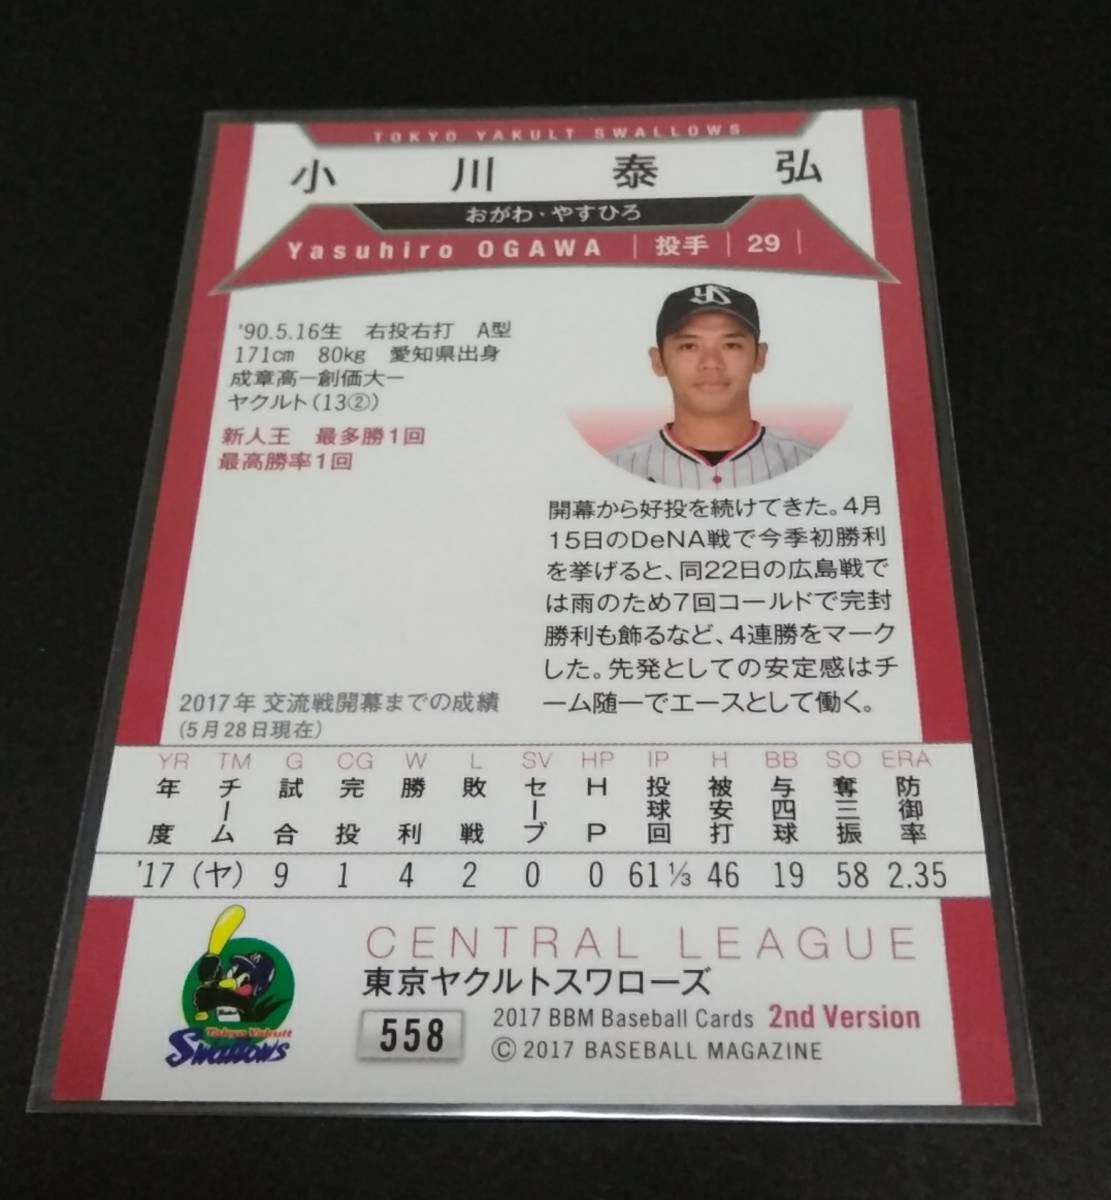 TOKYO YAKULT SWALLOWS
小川泰弘
おがわ・やすひろ
Yasuhiro OGAWA | 投手 | 29 |
'90.5.16生 右投右打 A型
171cm 80kg 愛知県出身
成章高ー創価大ー
ヤクルト(13②)
新人王 最多勝1回
最高勝率1回
開幕から好投を続けてきた。4月
15日のDeNA戦で今季初勝利
を挙げると、同22日の広島戦で
は雨のため7回コールドで完封
勝利も飾るなど、4連勝をマーク
した。先発としての安定感はチ
ーム随一でエースとして働く。
2017年 交流戦開幕までの成績
(5月28日現在)
YR TM G CG W L SV HP IP H BB SO ERA
年度 チーム 試合 完投 勝利 敗戦 セーブ HP 投球回 被安打 与四球 奪三振 防御率
'17 (ヤ) 9 1 4 2 0 0 61 ⅓ 46 19 58 2.35
CENTRAL LEAGUE
東京ヤクルトスワローズ
Tokyo Yakult
Swallows
558
2017 BBM Baseball Cards 2nd Version
© 2017 BASEBALL MAGAZINE